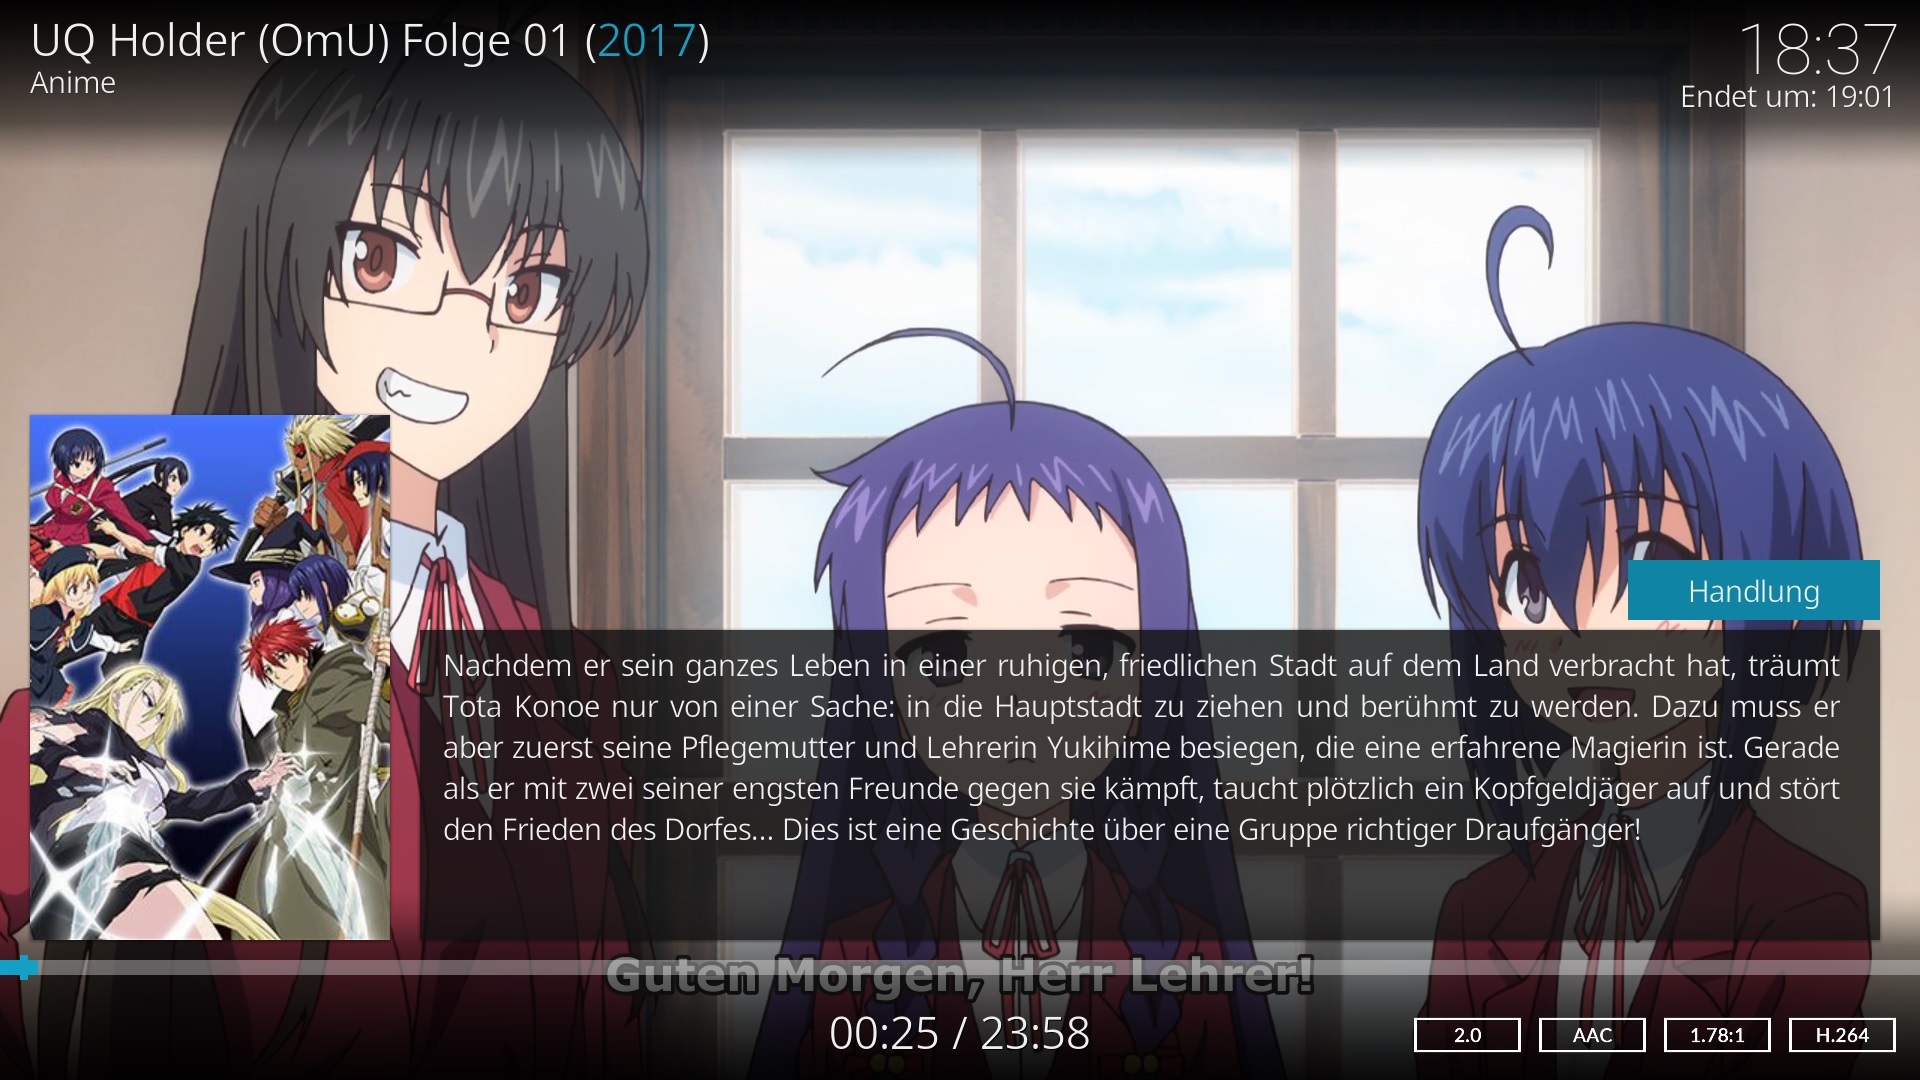 UQ Holder (OmU) Folge 01 (2017)
Anime
18:37
Endet um: 19:01
Handlung
Nachdem er sein ganzes Leben in einer ruhigen, friedlichen Stadt auf dem Land verbracht hat, träumt
Tota Konoe nur von einer Sache: in die Hauptstadt zu ziehen und berühmt zu werden. Dazu muss er
aber zuerst seine Pflegemutter und Lehrerin Yukihime besiegen, die eine erfahrene Magierin ist. Gerade
als er mit zwei seiner engsten Freunde gegen sie kämpft, taucht plötzlich ein Kopfgeldjäger auf und stört
den Frieden des Dorfes... Dies ist eine Geschichte über eine Gruppe richtiger Draufgänger!
Guten Morgen, Herr Lehrer!
00:25 / 23:58
2.0
AAC
1.78:1
H.264